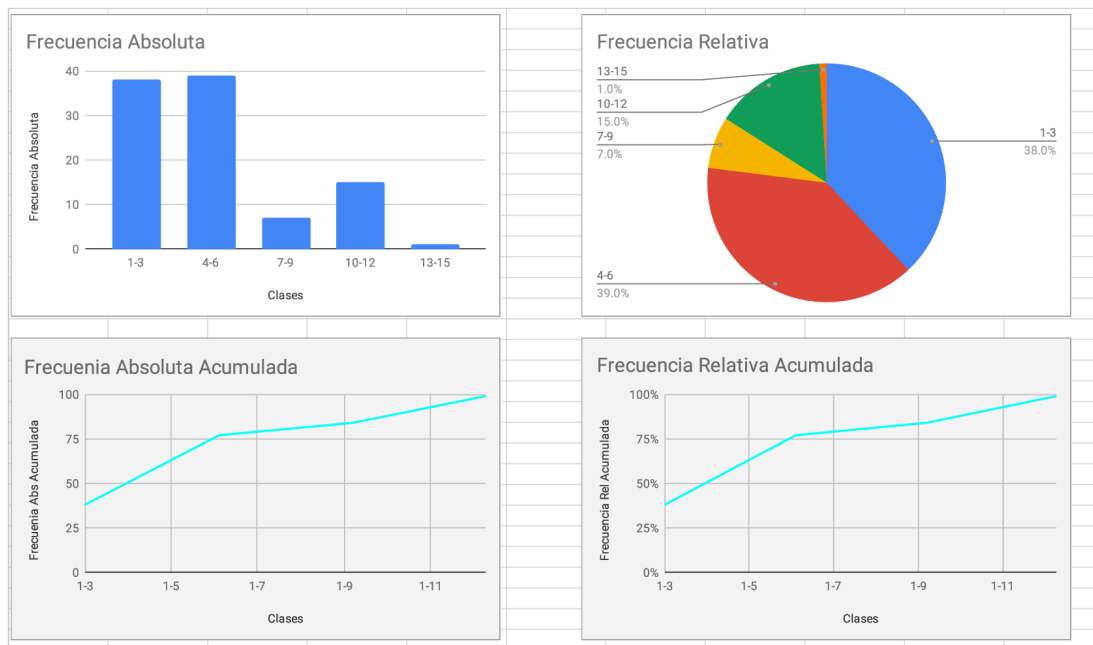 Frecuencia Absoluta
40
30
20
10
0
Frecuencia Absoluta
1-3 4-6 7-9 10-12 13-15
Clases
Frecuencia Relativa
13-15
1.0%
10-12
15.0%
7-9
7.0%
4-6
39.0%
1-3
38.0%
Frecuenia Absoluta Acumulada
100
75
50
25
0
Frecuenia Abs Acumulada
1-3 1-5 1-7 1-9 1-11
Clases
Frecuencia Relativa Acumulada
100%
75%
50%
25%
0%
Frecuencia Rel Acumulada
1-3 1-5 1-7 1-9 1-11
Clases